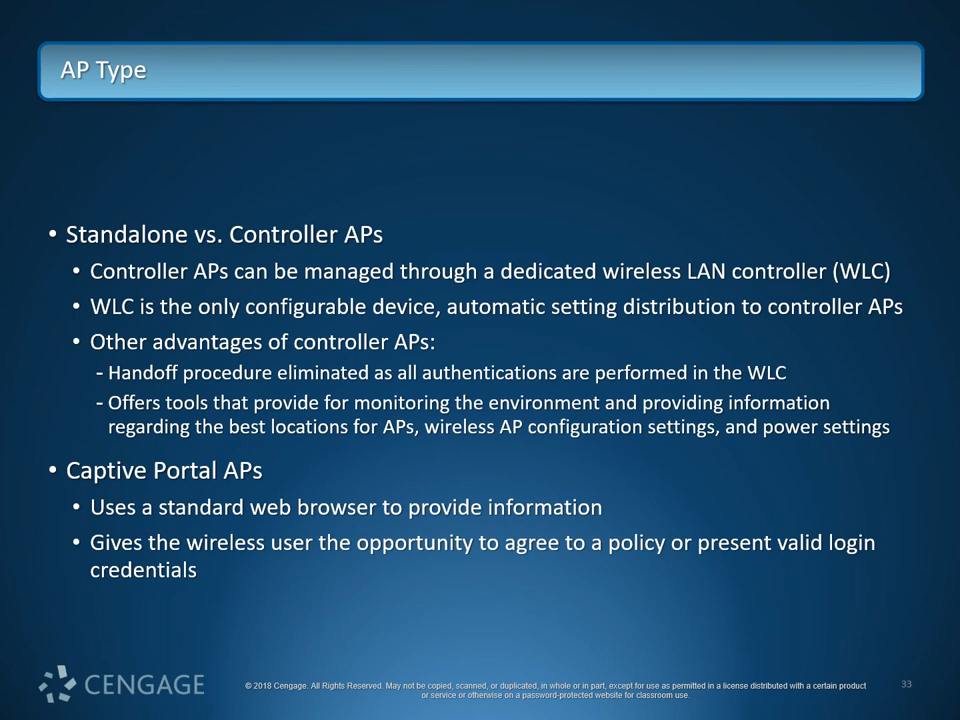 AP Type
• Standalone vs. Controller APs
• Controller APs can be managed through a dedicated wireless LAN controller (WLC)
• WLC is the only configurable device, automatic setting distribution to controller APs
• Other advantages of controller APs:
- Handoff procedure eliminated as all authentications are performed in the WLC
- Offers tools that provide for monitoring the environment and providing information
regarding the best locations for APs, wireless AP configuration settings, and power settings
• Captive Portal APs
• Uses a standard web browser to provide information
• Gives the wireless user the opportunity to agree to a policy or present valid login
credentials
CENGAGE
© 2018 Cengage. All Rights Reserved. May not be copied, scanned, or duplicated, in whole or in part, except for use as permitted in a license distributed with a certain product
or service or otherwise on a password-protected website for classroom use.
33